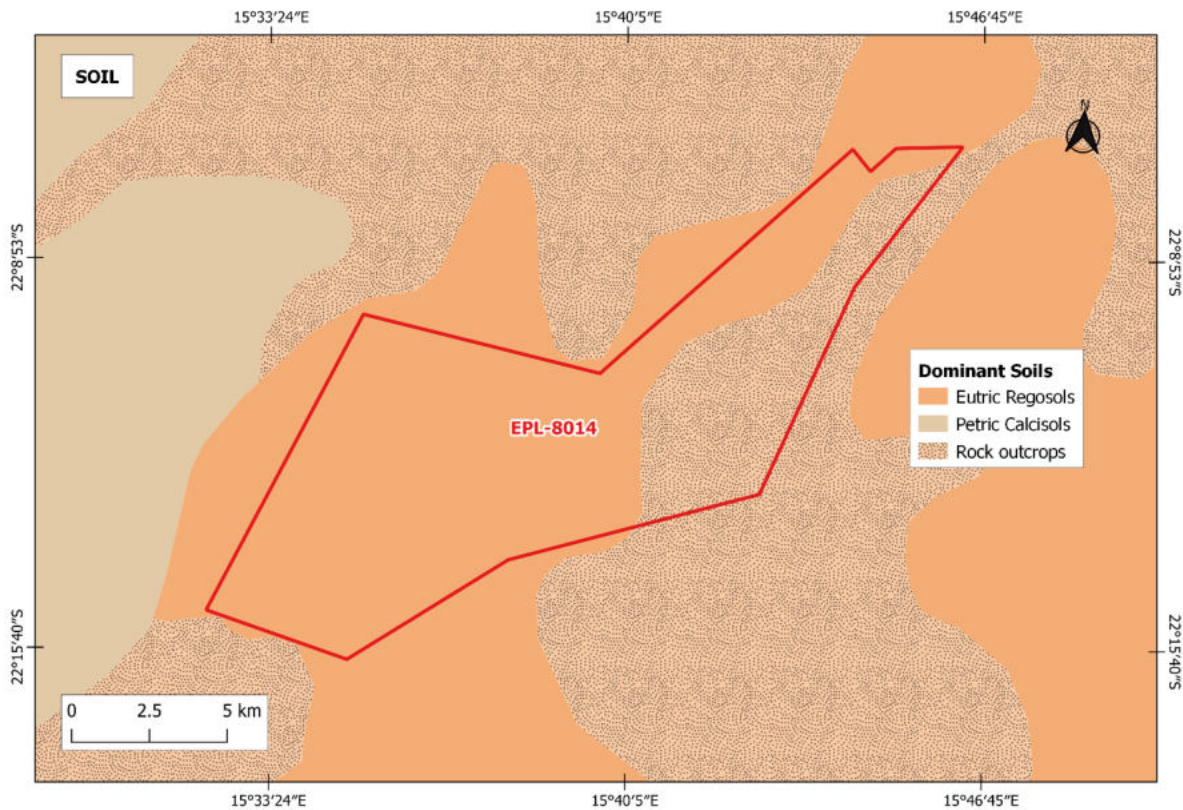 15°33′24″E 15°40′5″E 15°46′45″E
SOIL
N
22°8′53″S 22°8′53″S
Dominant Soils
Eutric Regosols
Petric Calcisols
Rock outcrops
EPL-8014
22°15′40″S 22°15′40″S
0 2.5 5 km
15°33′24″E 15°40′5″E 15°46′45″E